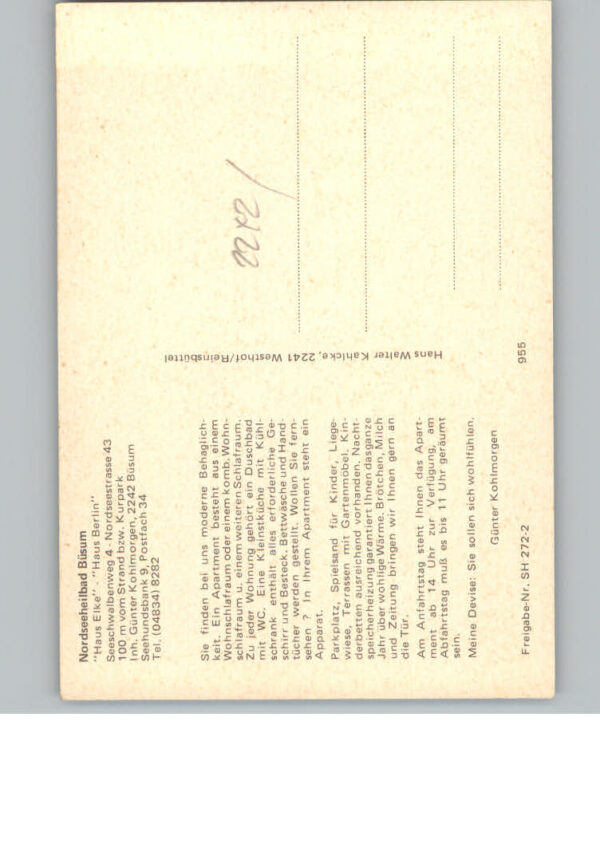 Nordseeheilbad Büsum
"Haus Elke" - "Haus Berlin"
Seeschwalbenweg 4 - Nordseestrasse 43
100 m vom Strand bzw. Kurpark
Inh. Günter Kohlmorgen, 2242 Büsum
Seehundsbank 9, Postfach 34
Tel. (04834) 8282
Sie finden bei uns moderne Behaglich-
keit. Ein Apartment besteht aus einem
Wohnschlafraum oder einem komb. Wohn-
schlafraum u. einem weiteren Schlafraum.
Zu jeder Wohnung gehört ein Duschbad
mit WC. Eine Kleinstküche mit Kühl-
schrank enthält alles erforderliche Ge-
schirr und Besteck. Bettwäsche und Hand-
tücher werden gestellt. Wollen Sie fern-
sehen ? In Ihrem Apartment steht ein
Apparat.
Parkplatz, Spielsand für Kinder, Liege-
wiese, Terrassen mit Gartenmöbel. Kin-
derbetten ausreichend vorhanden. Nacht-
speicherheizung garantiert Ihnen das ganze
Jahr über wohlige Wärme. Brötchen, Milch
und Zeitung bringen wir Ihnen gern an
die Tür.
Am Anfahrtstag steht Ihnen das Apart-
ment ab 14 Uhr zur Verfügung, am
Abfahrtstag muß es bis 11 Uhr geräumt
sein.
Meine Devise: Sie sollen sich wohlfühlen.
Günter Kohlmorgen
Freigabe-Nr. SH 272-2
Hans Walter Kahlcke, 2241 Westhof/Reinsbüttel
955
2242